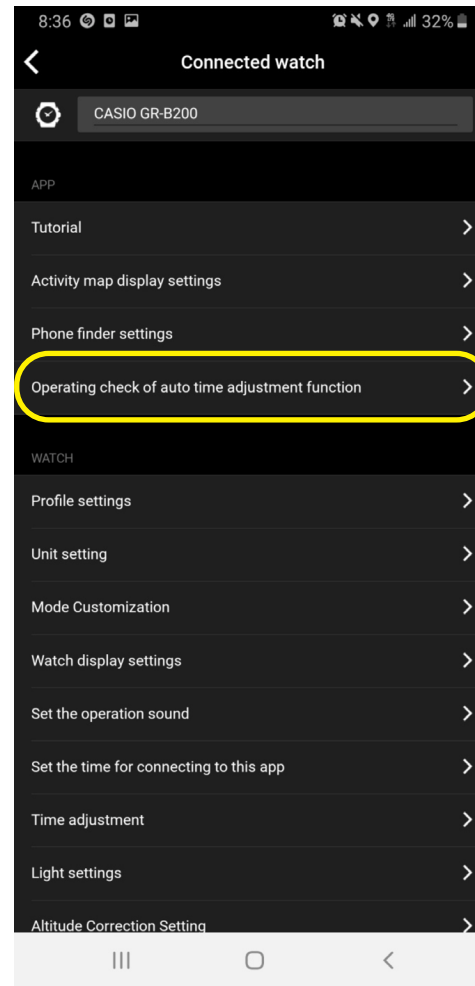 8:36 32%
Connected watch
CASIO GR-B200
APP
Tutorial
Activity map display settings
Phone finder settings
Operating check of auto time adjustment function
WATCH
Profile settings
Unit setting
Mode Customization
Watch display settings
Set the operation sound
Set the time for connecting to this app
Time adjustment
Light settings
Altitude Correction Setting